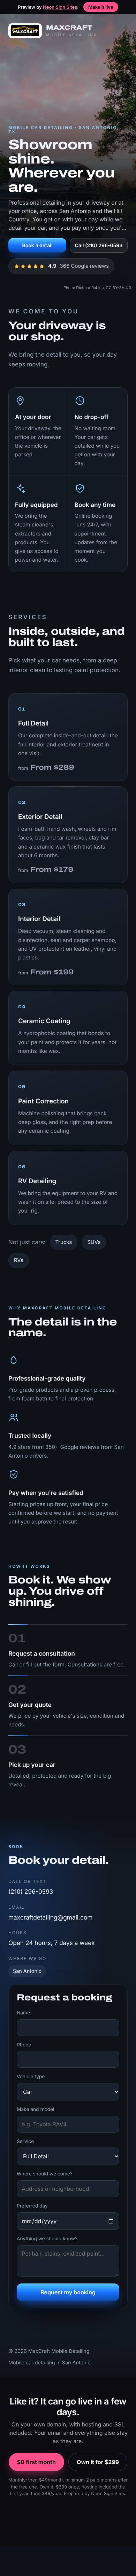 Preview by Neon Sign Sites. Make it live
MAXCRAFT
MAXCRAFT
MOBILE DETAILING
MOBILE CAR DETAILING · SAN ANTONIO,
Showroom
shine.
Wherever you
are.
Professional detailing in your driveway or at
your office, across San Antonio and the Hill
Country. You get on with your day while we
detail your car, and you pay only once you'…
Book a detail
Call (210) 296-0593
★★★★★ 4.9 366 Google reviews
Photo: Dietmar Rabich, CC BY-SA 4.0
WE COME TO YOU
Your driveway is
our shop.
We bring the detail to you, so your day
keeps moving.
At your door
Your driveway, the
office or wherever
the vehicle is
parked.
No drop-off
No waiting room.
Your car gets
detailed while you
get on with your
day.
Fully equipped
We bring the
steam cleaners,
extractors and
products. You
give us access to
power and water.
Book any time
Online booking
runs 24/7, with
appointment
updates from the
moment you
book.
SERVICES
Inside, outside, and
built to last.
Pick what your car needs, from a deep
interior clean to lasting paint protection.
01
Full Detail
Our complete inside-and-out detail: the
full interior and exterior treatment in
one visit.
from From $289
02
Exterior Detail
Foam-bath hand wash, wheels and rim
faces, bug and tar removal, clay bar
and a ceramic wax finish that lasts
about 6 months.
from From $179
03
Interior Detail
Deep vacuum, steam cleaning and
disinfection, seat and carpet shampoo,
and UV protectant on leather, vinyl and
plastics.
from From $199
04
Ceramic Coating
A hydrophobic coating that bonds to
your paint and protects it for years, not
months like wax.
05
Paint Correction
Machine polishing that brings back
deep gloss, and the right prep before
any ceramic coating.
06
RV Detailing
We bring the equipment to your RV and
wash it on site, priced to the size of
your rig.
Not just cars: Trucks SUVs
RVs
WHY MAXCRAFT MOBILE DETAILING
The detail is in the
name.
Professional-grade quality
Pro-grade products and a proven process,
from foam bath to final protection.
Trusted locally
4.9 stars from 350+ Google reviews from San
Antonio drivers.
Pay when you're satisfied
Starting prices up front, your final price
confirmed before we start, and no payment
until you approve the result.
HOW IT WORKS
Book it. We show
up. You drive off
shining.
01
Request a consultation
Call or fill out the form. Consultations are free.
02
Get your quote
We price by your vehicle's size, condition and
needs.
03
Pick up your car
Detailed, protected and ready for the big
reveal.
BOOK
Book your detail.
CALL OR TEXT
(210) 296-0593
EMAIL
maxcraftdetailing@gmail.com
HOURS
Open 24 hours, 7 days a week
WHERE WE GO
San Antonio
Request a booking
Name
Phone
Vehicle type
Car
Make and model
e.g. Toyota RAV4
Service
Full Detail
Where should we come?
Address or neighborhood
Preferred day
mm/dd/yyyy
Anything we should know?
Pet hair, stains, oxidized paint...
Request my booking
© 2026 MaxCraft Mobile Detailing
Mobile car detailing in San Antonio
Like it? It can go live in a few
days.
On your own domain, with hosting and SSL
included. Your email and everything else stay
as they are.
$0 first month
Own it for $299
Monthly: then $49/month, minimum 2 paid months after
the free one. Own it: $299 once, hosting included the
first year, then $49/year. Prepared by Neon Sign Sites.